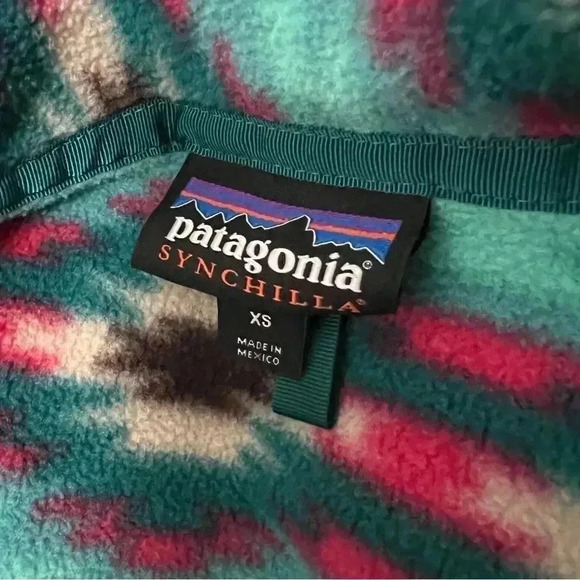 patagonia®
SYNCHILLA®
XS
MADE IN
MEXICO